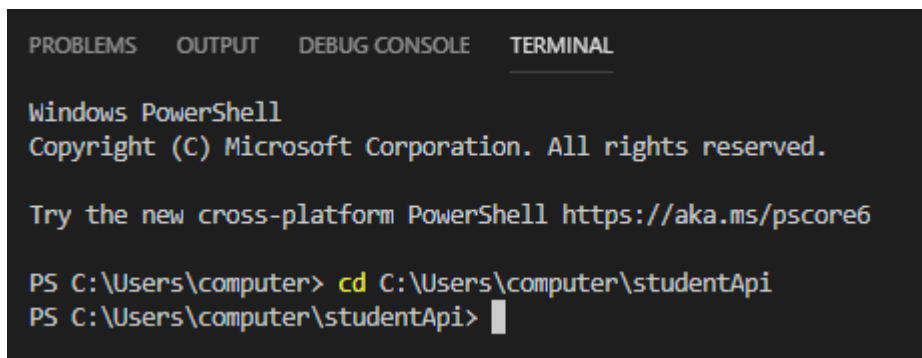 PROBLEMS OUTPUT DEBUG CONSOLE TERMINAL
Windows PowerShell
Copyright (C) Microsoft Corporation. All rights reserved.
Try the new cross-platform PowerShell https://aka.ms/pscore6
PS C:\Users\computer> cd C:\Users\computer\studentApi
PS C:\Users\computer\studentApi>